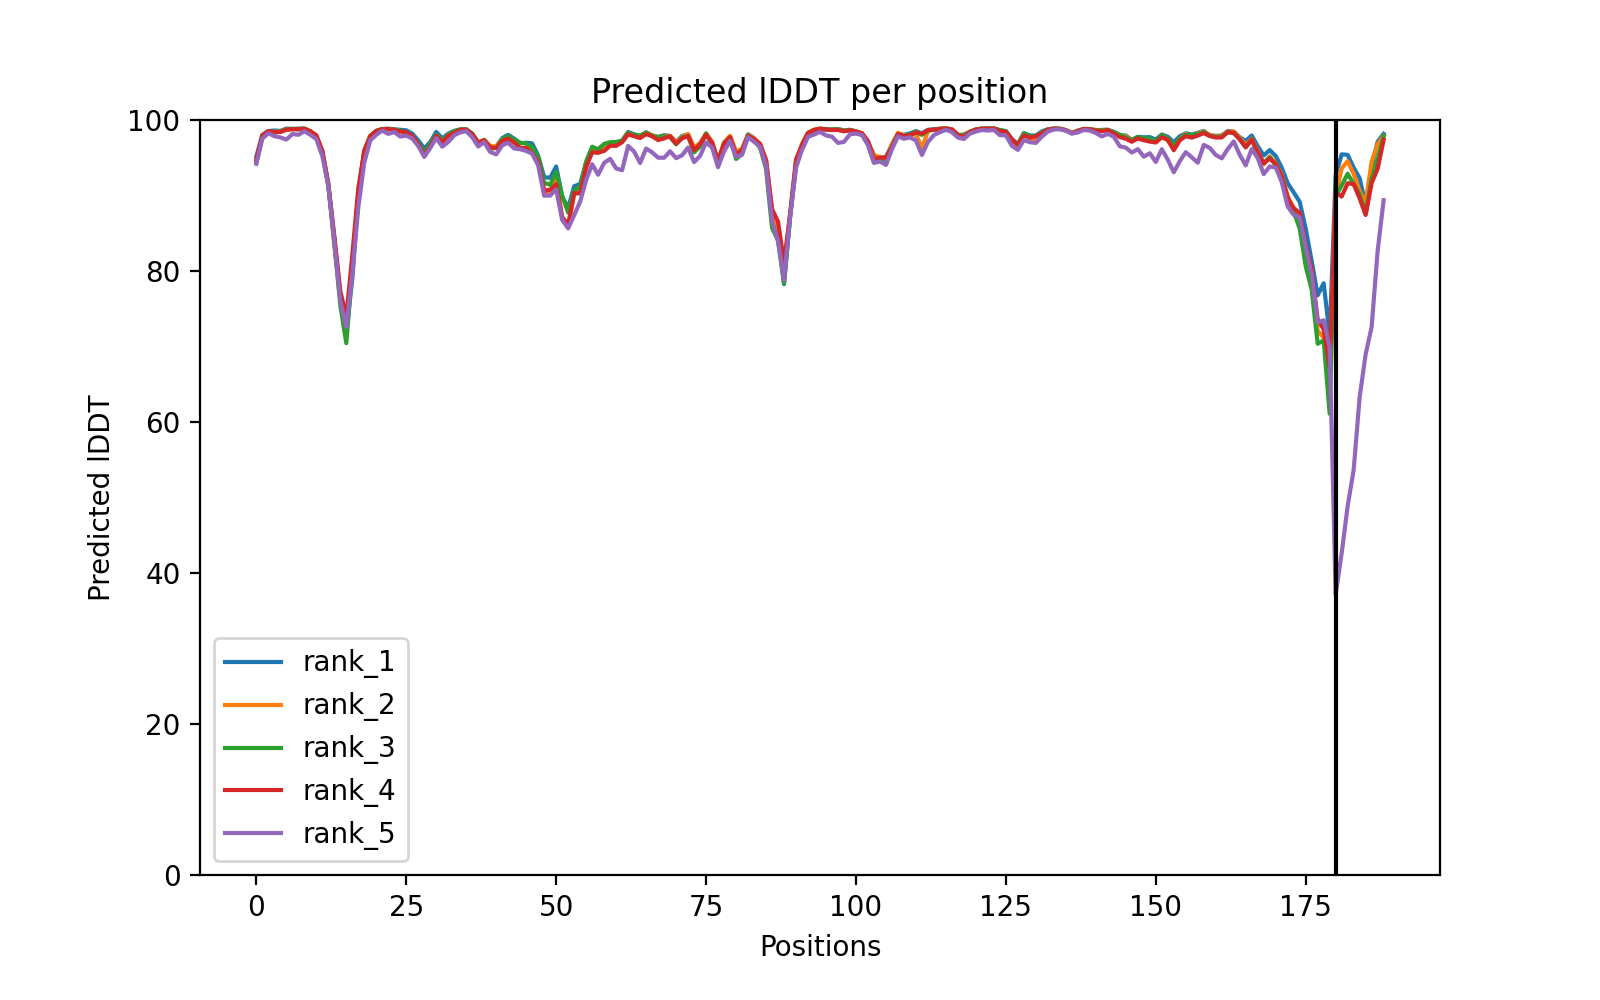 Predicted lDDT per position
100
80
60
40
20
0
Predicted lDDT
rank_1
rank_2
rank_3
rank_4
rank_5
0 25 50 75 100 125 150 175
Positions